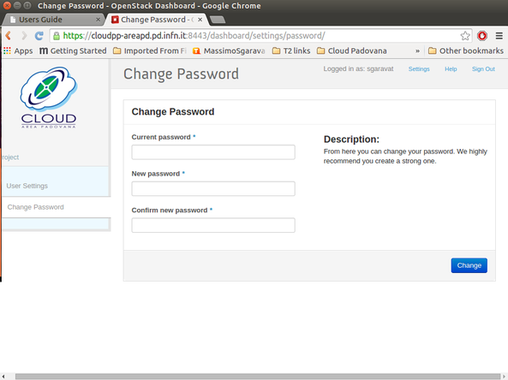 Change Password - OpenStack Dashboard - Google Chrome
Users Guide
Change Password -
https://cloudpp-areapd.pd.infn.it:8443/dashboard/settings/password/
Apps Getting Started Imported From Fi MassimoSgarava T2 links Cloud Padovana » Other bookmarks
CLOUD
AREA PADOVANA
Change Password
Logged in as: sgaravat Settings Help Sign Out
roject
User Settings
Change Password
Change Password
Current password *
New password *
Confirm new password *
Description:
From here you can change your password. We highly
recommend you create a strong one.
Change